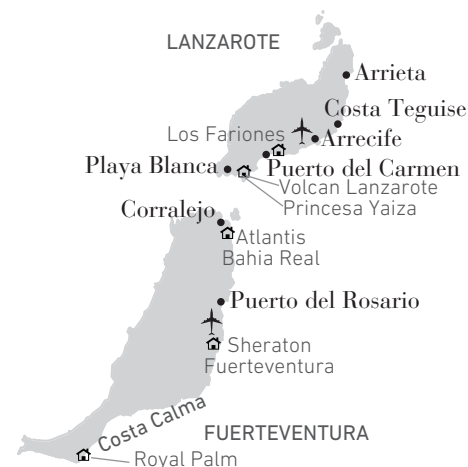 LANZAROTE
Arrieta
Costa Teguise
Los Fariones
Arrecife
Playa Blanca
Puerto del Carmen
Volcan Lanzarote
Princesa Yaiza
Corralejo
Atlantis
Bahia Real
Puerto del Rosario
Sheraton
Fuerteventura
Costa Calma
FUERTEVENTURA
Royal Palm